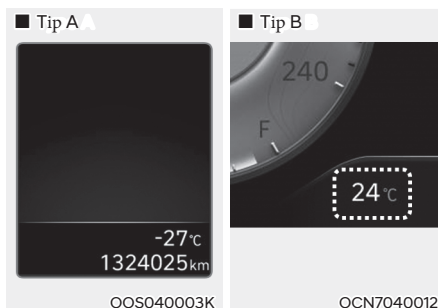 ■ Tip A
-27℃
1324025km
OOS040003K
■ Tip B
240
F
24℃
OCN7040012